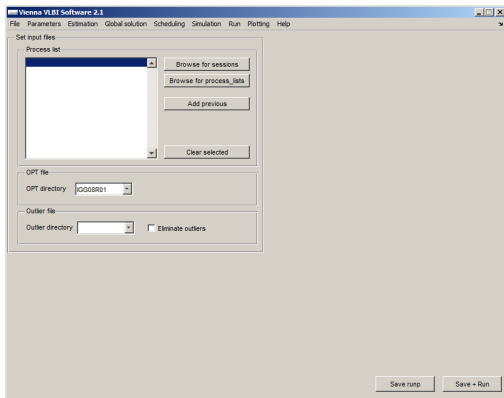 Vienna VLBI Software 2.1
File Parameters Estimation Global solution Scheduling Simulation Run Plotting Help
Set input files
Process list
Browse for sessions
Browse for process_lists
Add previous
Clear selected
OPT file
OPT directory IGG08R01
Outlier file
Outlier directory Eliminate outliers
Save runp Save + Run